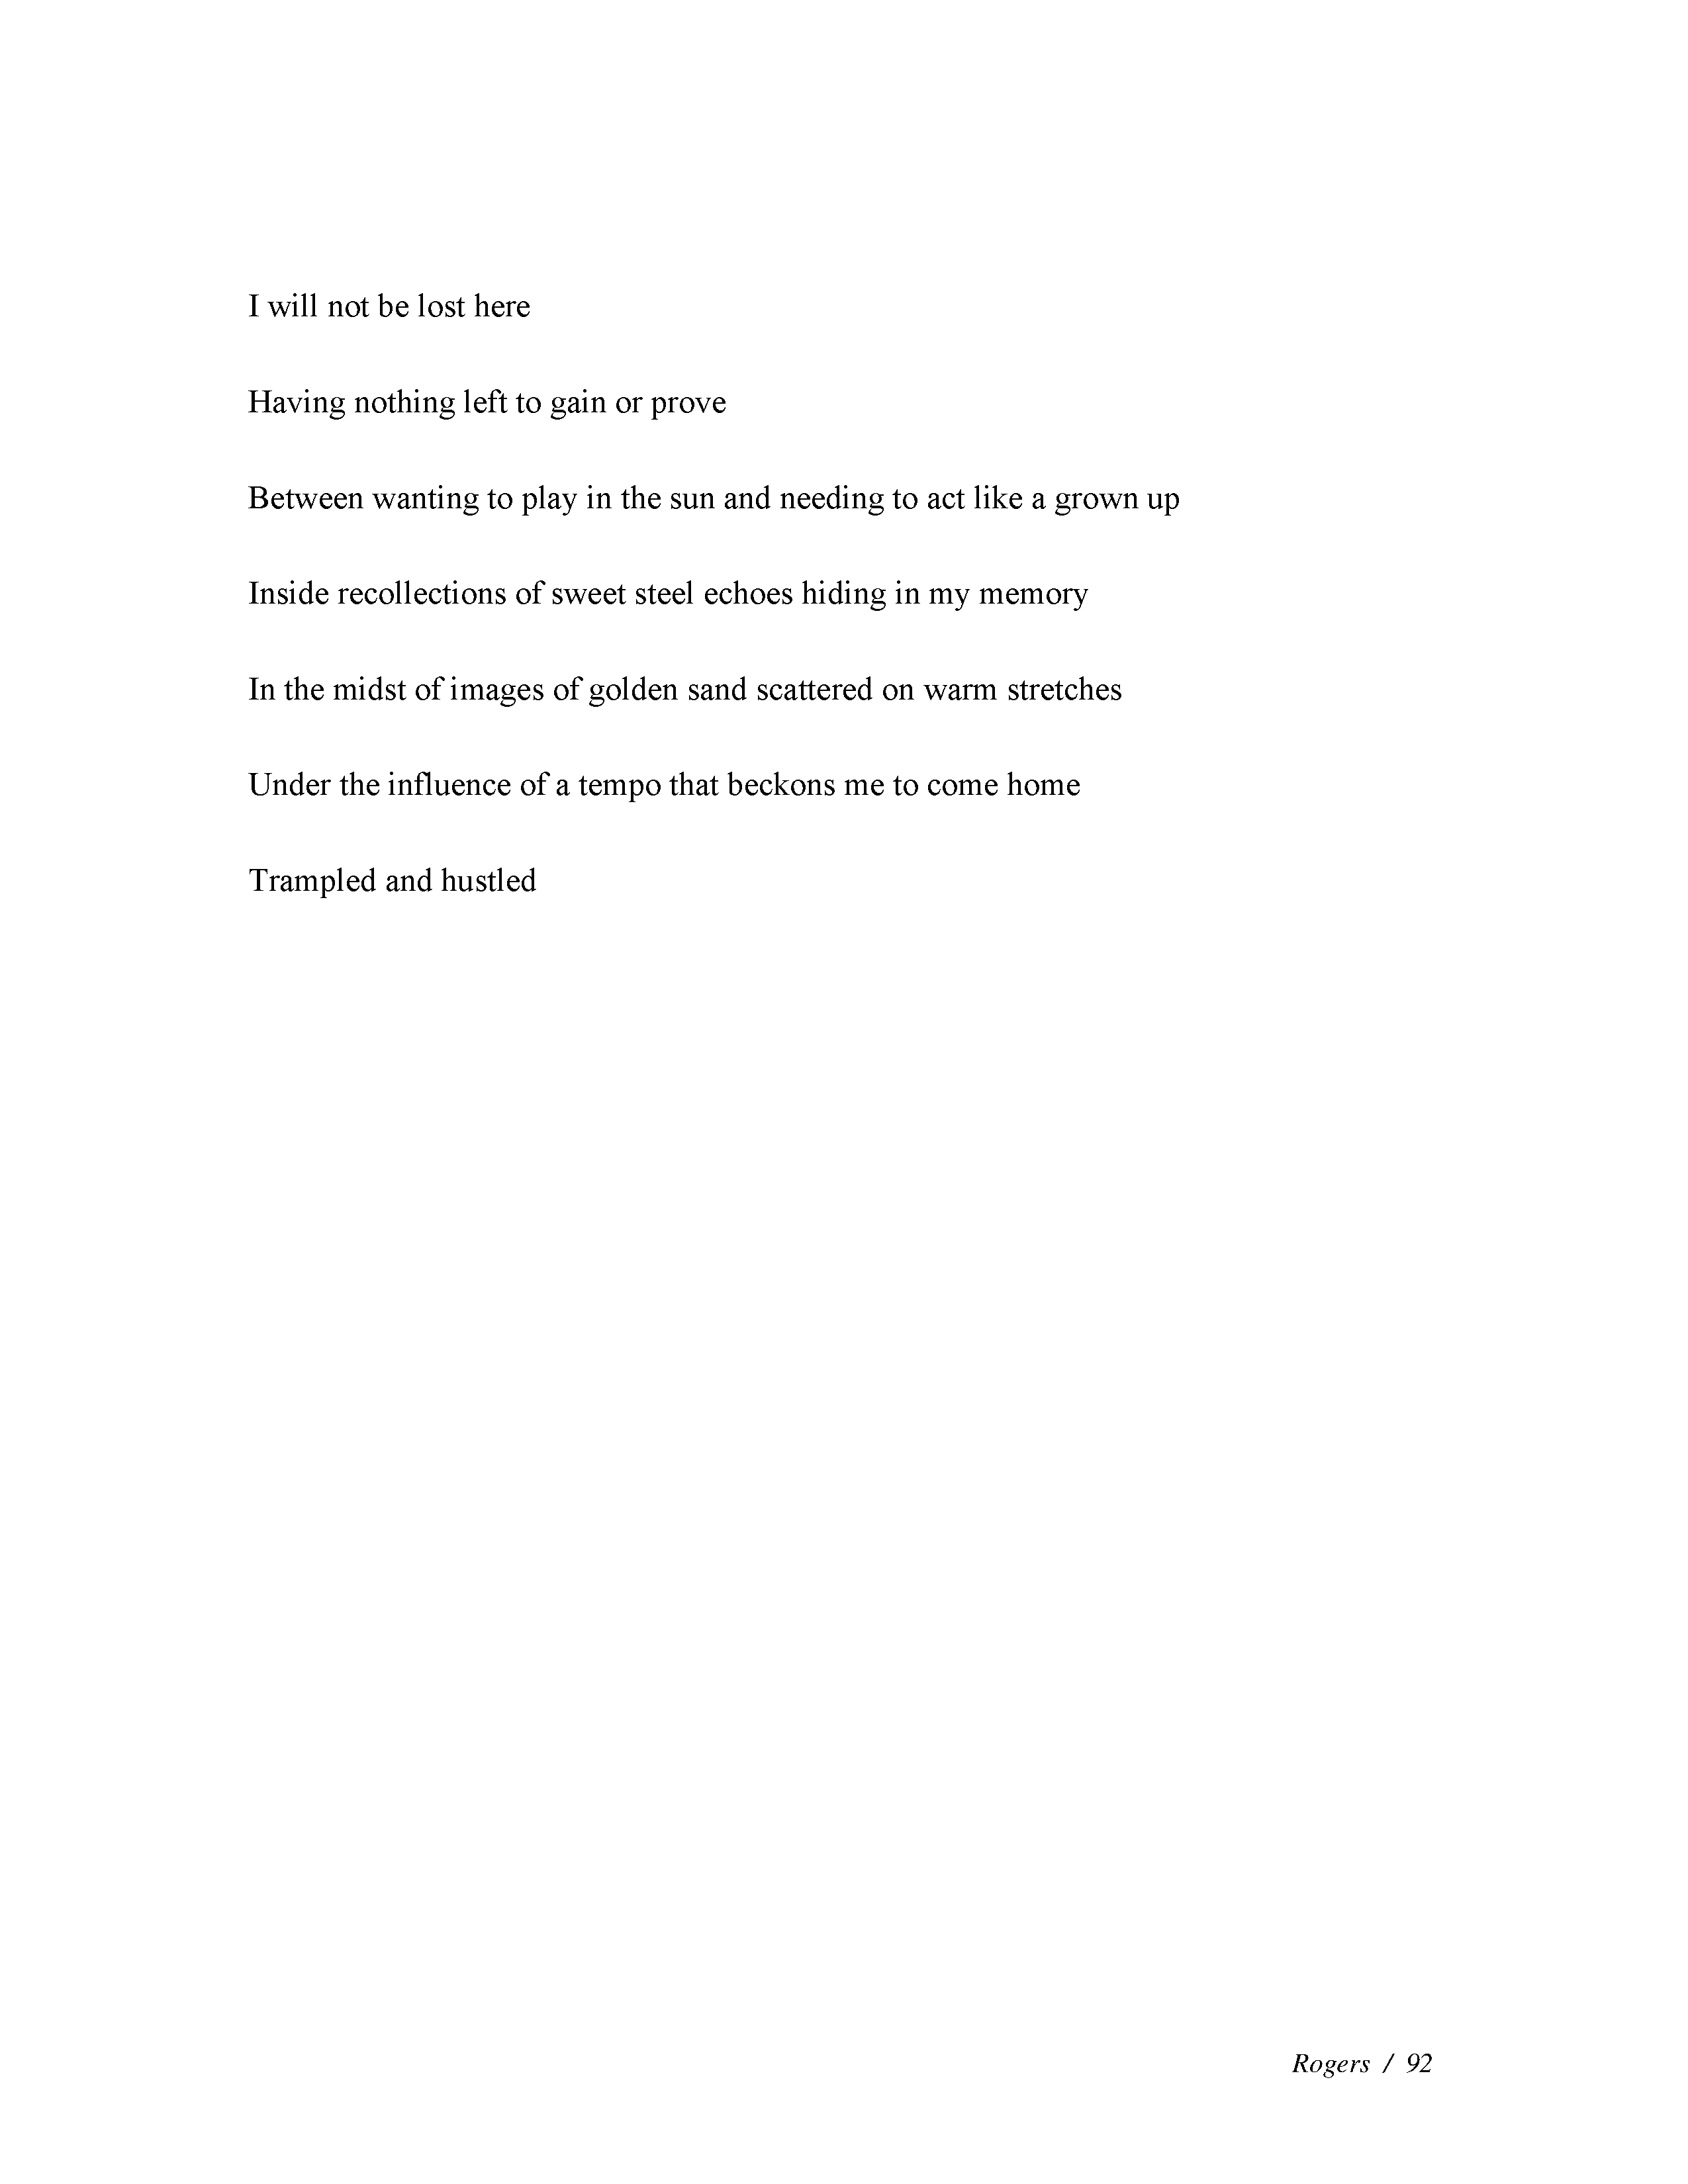 I will not be lost here
Having nothing left to gain or prove
Between wanting to play in the sun and needing to act like a grown up
Inside recollections of sweet steel echoes hiding in my memory
In the midst of images of golden sand scattered on warm stretches
Under the influence of a tempo that beckons me to come home
Trampled and hustled
Rogers / 92